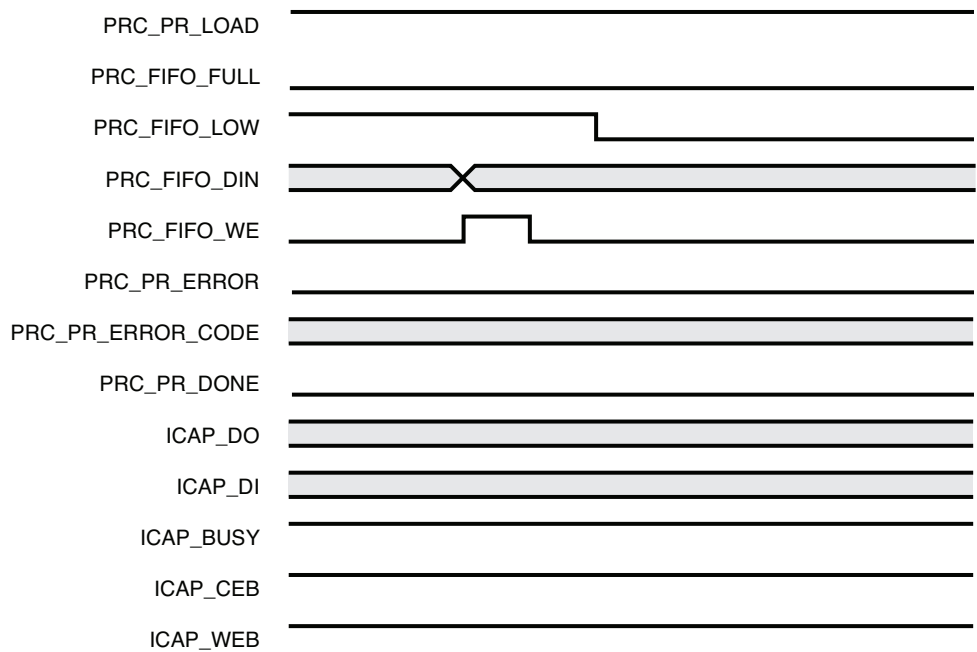 PRC_PR_LOAD
PRC_FIFO_FULL
PRC_FIFO_LOW
PRC_FIFO_DIN
PRC_FIFO_WE
PRC_PR_ERROR
PRC_PR_ERROR_CODE
PRC_PR_DONE
ICAP_DO
ICAP_DI
ICAP_BUSY
ICAP_CEB
ICAP_WEB